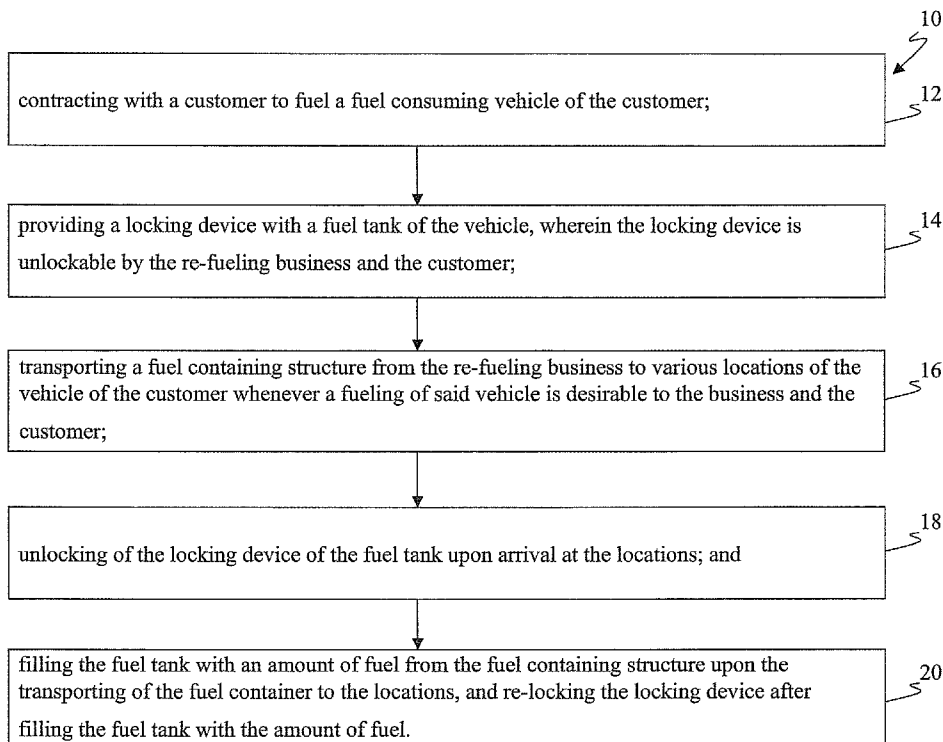 10
contracting with a customer to fuel a fuel consuming vehicle of the customer;
12
providing a locking device with a fuel tank of the vehicle, wherein the locking device is
unlockable by the re-fueling business and the customer;
14
transporting a fuel containing structure from the re-fueling business to various locations of the
vehicle of the customer whenever a fueling of said vehicle is desirable to the business and the
customer;
16
unlocking of the locking device of the fuel tank upon arrival at the locations; and
18
filling the fuel tank with an amount of fuel from the fuel containing structure upon the
transporting of the fuel container to the locations, and re-locking the locking device after
filling the fuel tank with the amount of fuel.
20